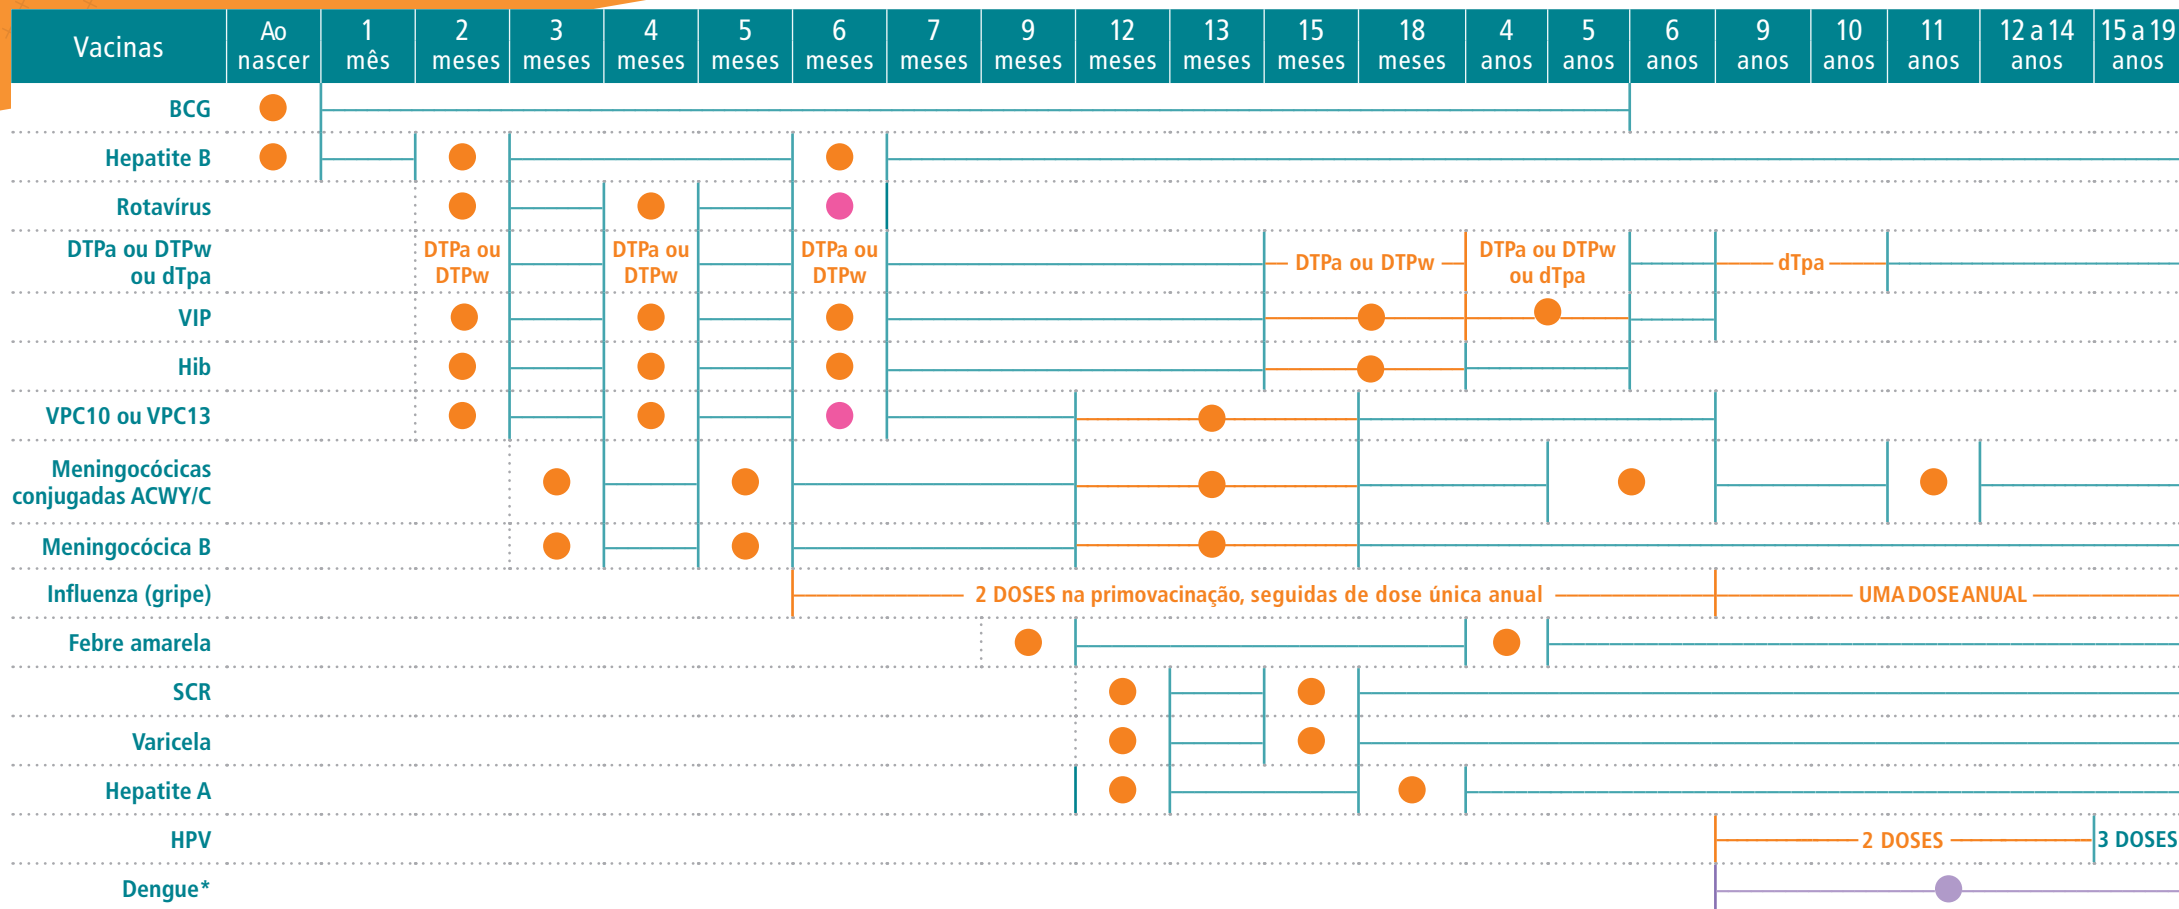 Vacinas
Ao
nascer
1
mês
2
meses
3
meses
4
meses
5
meses
6
meses
7
meses
9
meses
12
meses
13
meses
15
meses
18
meses
4
anos
5
anos
6
anos
9
anos
10
anos
11
anos
12 a 14
anos
15 a 19
anos
BCG
Hepatite B
Rotavírus
DTPa ou DTPw
ou dTpa
DTPa ou
DTPw
DTPa ou
DTPw
DTPa ou
DTPw
DTPa ou DTPw
DTPa ou DTPw
ou dTpa
dTpa
VIP
Hib
VPC10 ou VPC13
Meningocócicas
conjugadas ACWY/C
Meningocócica B
Influenza (gripe)
2 DOSES na primovacinação, seguidas de dose única anual
UMA DOSE ANUAL
Febre amarela
SCR
Varicela
Hepatite A
HPV
2 DOSES
3 DOSES
Dengue*